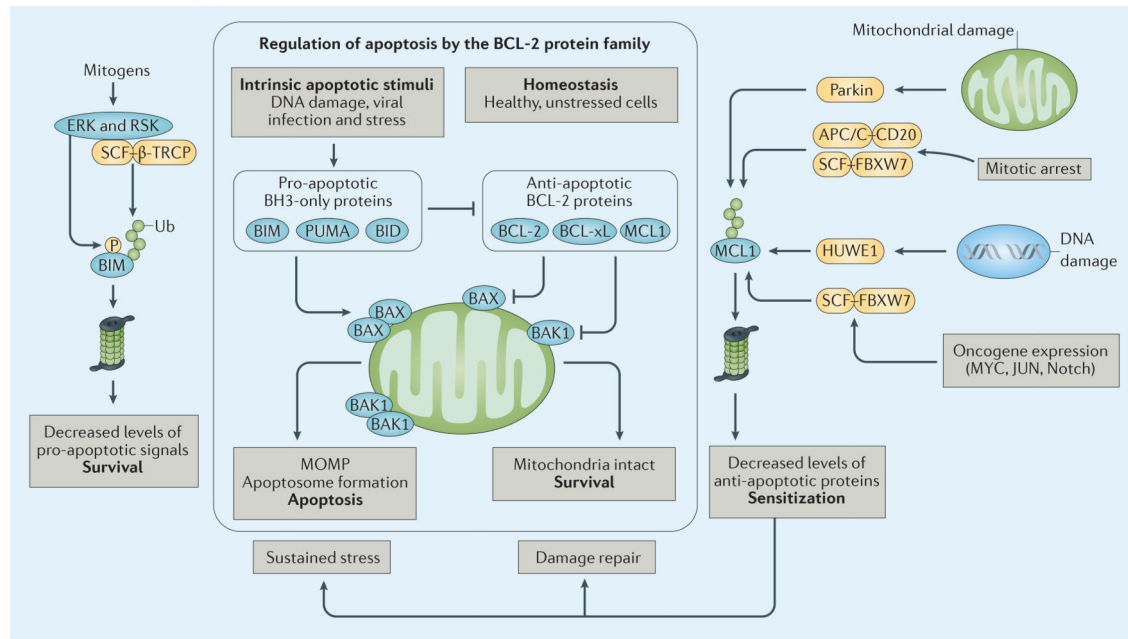 Mitogens
ERK and RSK
SCF
β-TRCP
Ub
P
BIM
Decreased levels of
pro-apoptotic signals
Survival
Regulation of apoptosis by the BCL-2 protein family
Intrinsic apoptotic stimuli
DNA damage, viral
infection and stress
Homeostasis
Healthy, unstressed cells
Pro-apoptotic
BH3-only proteins
BIM
PUMA
BID
Anti-apoptotic
BCL-2 proteins
BCL-2
BCL-xL
MCL1
BAX
BAX
BAX
BAK1
BAK1
BAK1
MOMP
Apoptosome formation
Apoptosis
Mitochondria intact
Survival
Sustained stress
Damage repair
Mitochondrial damage
Parkin
APC/C
CD20
SCF
FBXW7
Mitotic arrest
MCL1
HUWE1
DNA
damage
SCF
FBXW7
Oncogene expression
(MYC, JUN, Notch)
Decreased levels of
anti-apoptotic proteins
Sensitization